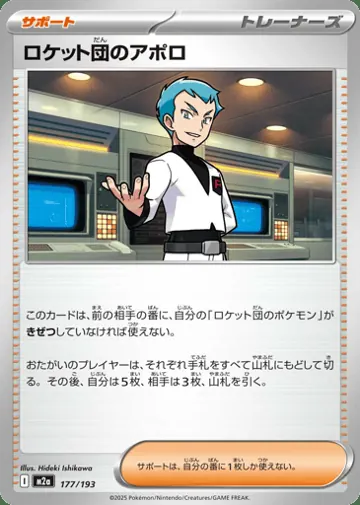 サポート
トレーナーズ
ロケット団のアポロ
このカードは、前の相手の番に、自分の「ロケット団のポケモン」が
きぜつしていなければ使えない。
おたがいのプレイヤーは、それぞれ手札をすべて山札にもどして切
る。その後、自分は5枚、相手は3枚、山札を引く。
Illus. Hideki Ishikawa
サポートは、自分の番に1枚しか使えない。
I M2a 177/193
©2025 Pokémon/Nintendo/Creatures/GAME FREAK.